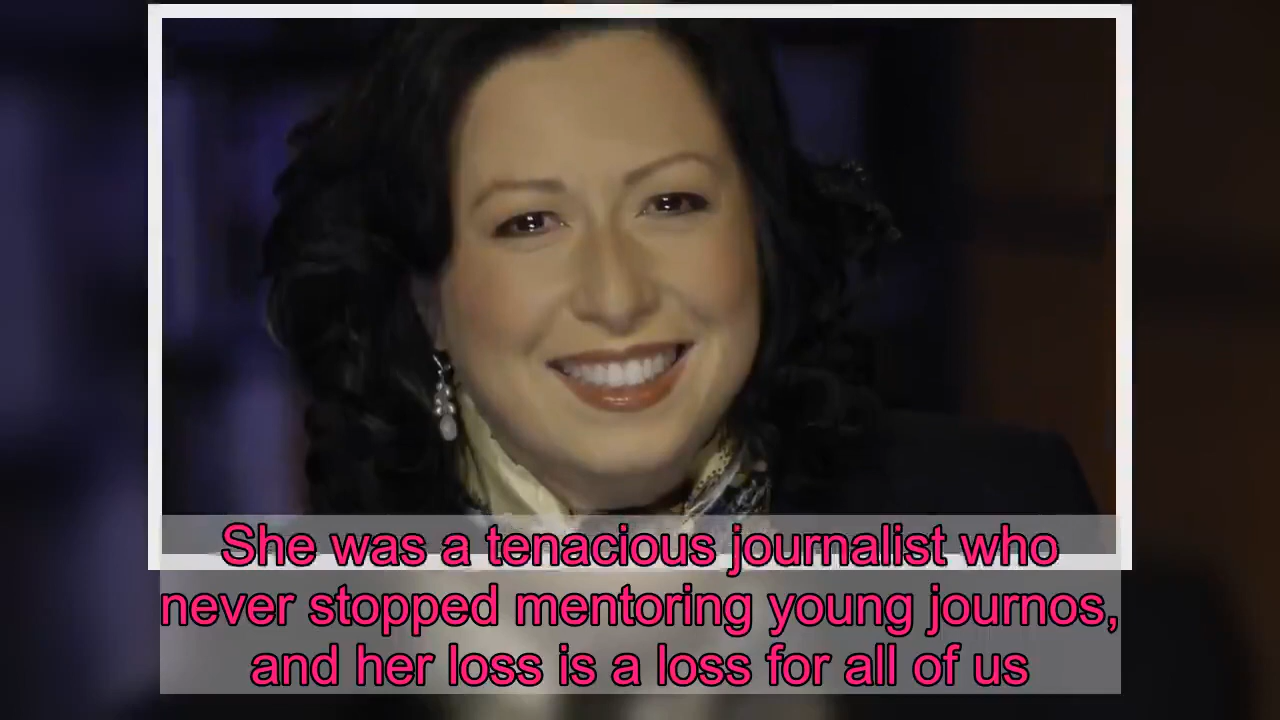 She was a tenacious journalist who
never stopped mentoring young journos,
and her loss is a loss for all of us